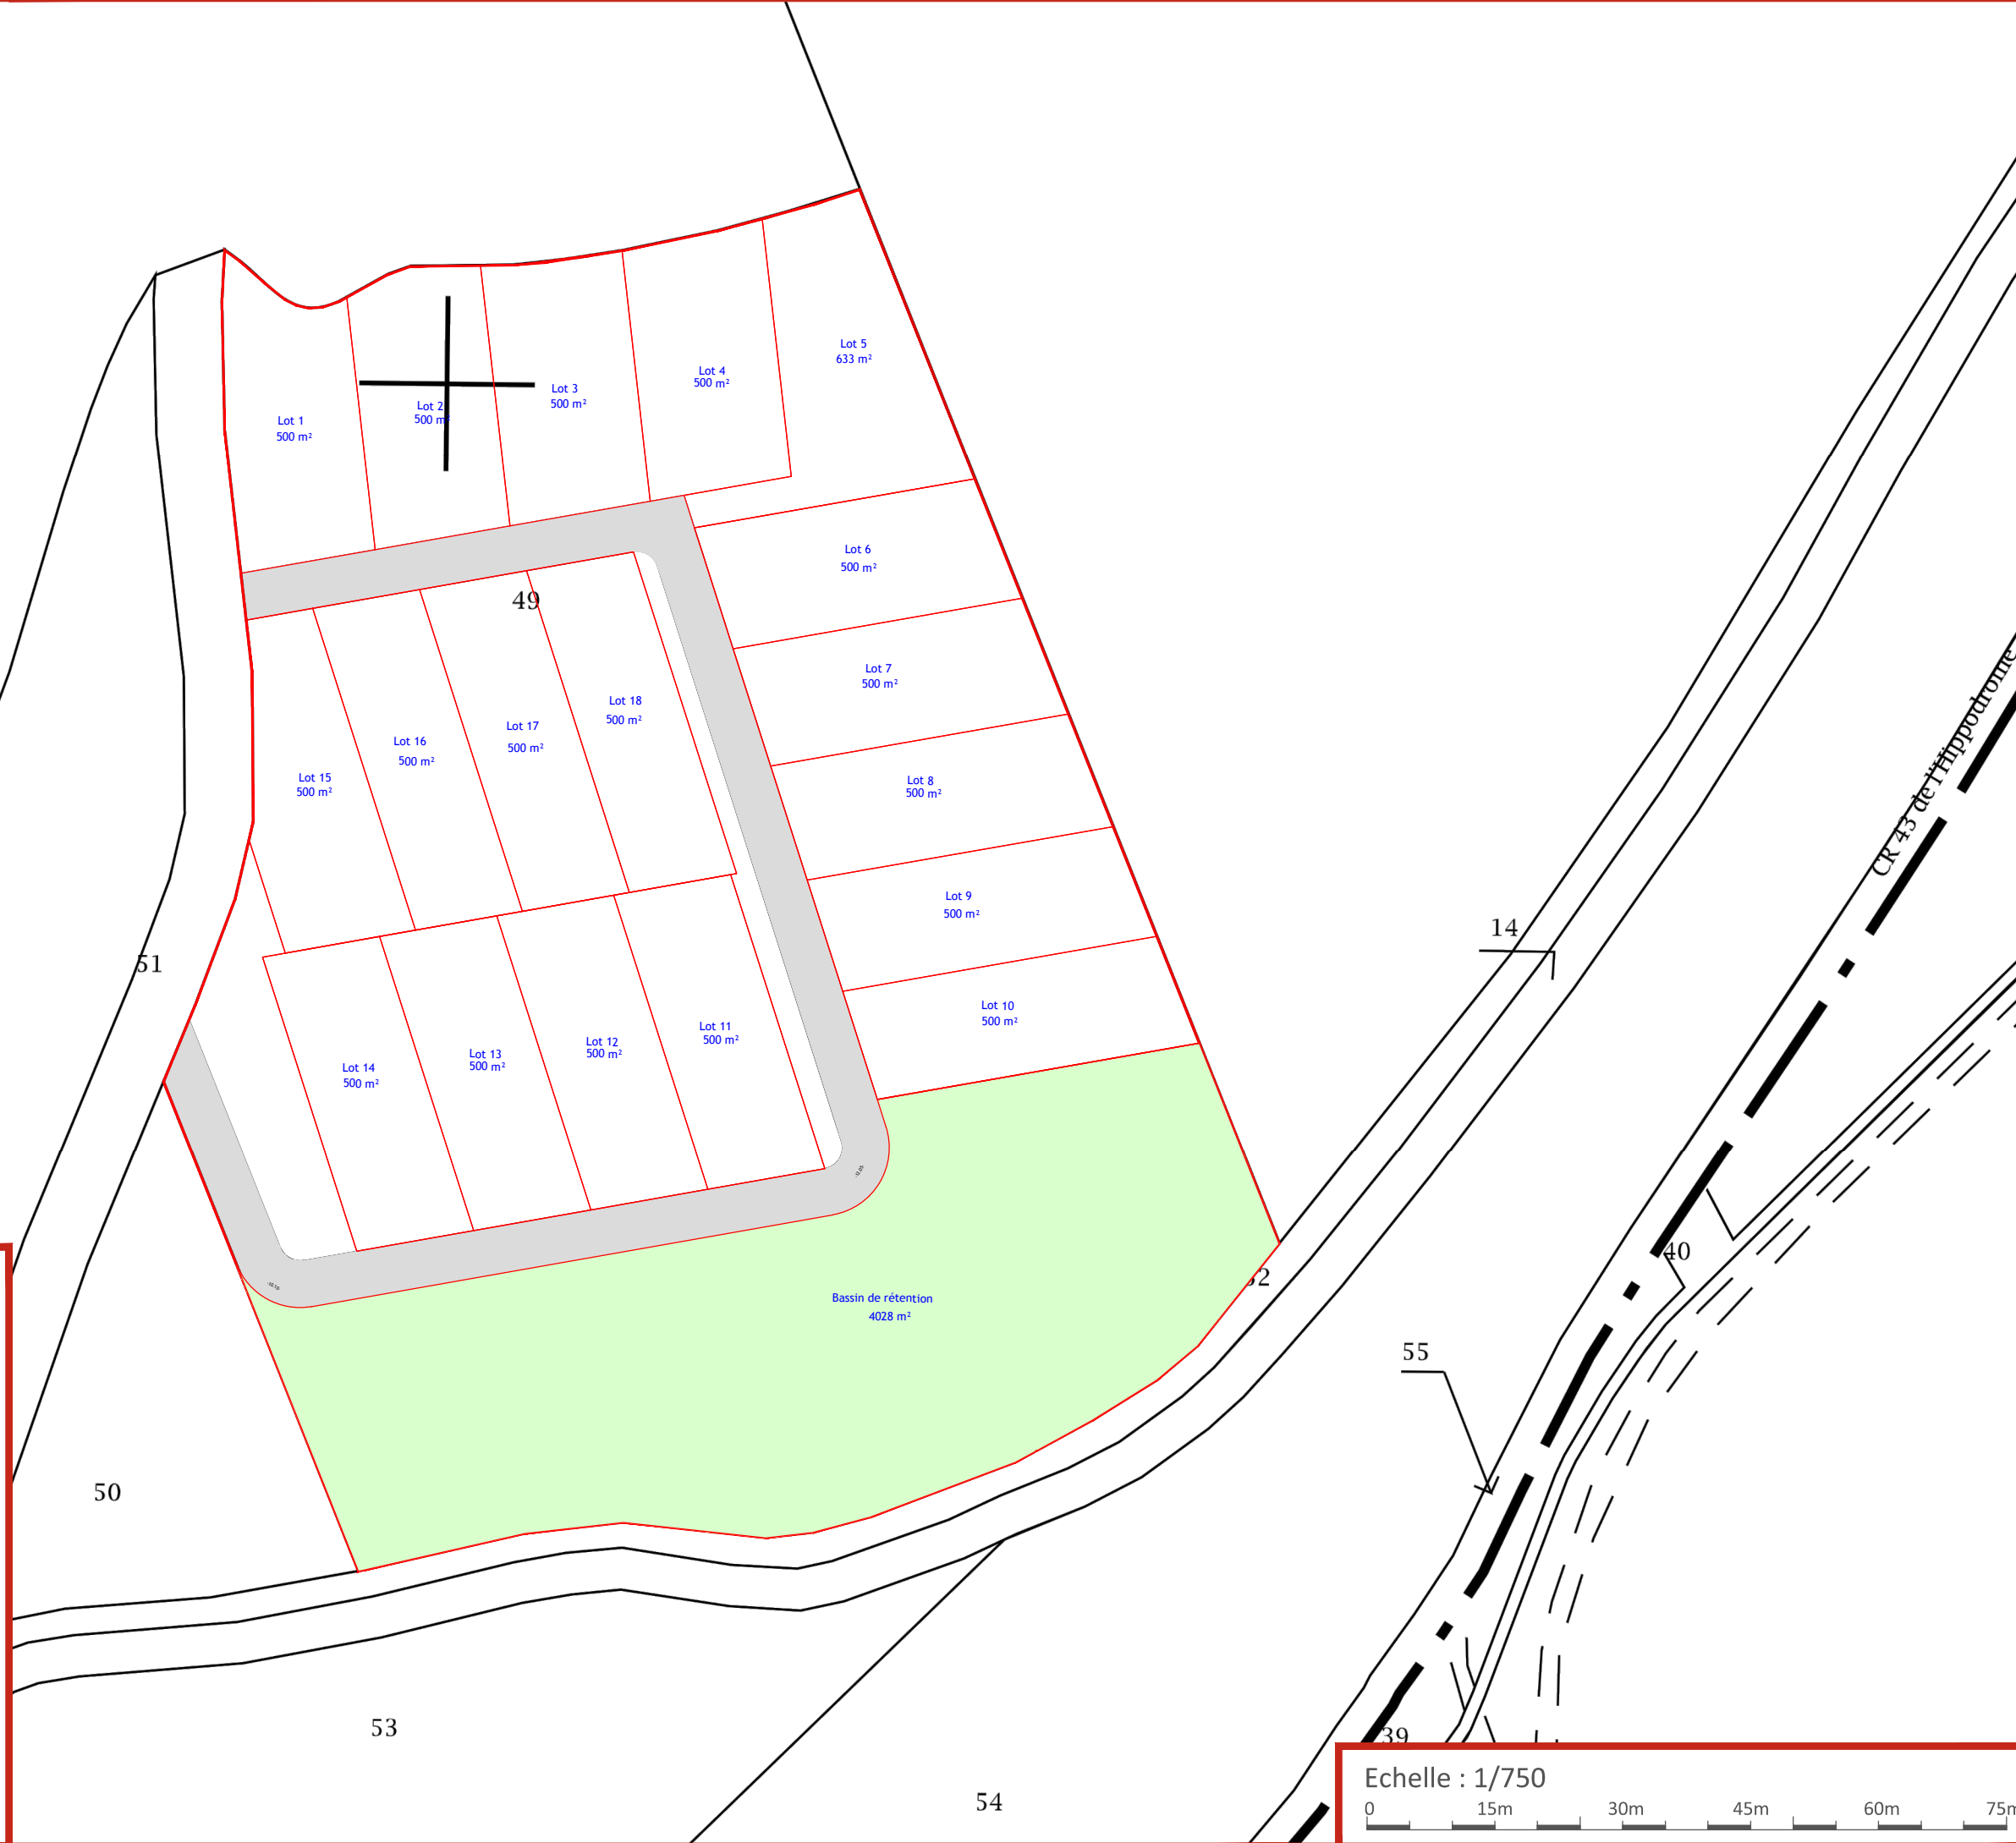 Lot 5
633 m²
Lot 4
500 m²
Lot 3
500 m²
Lot 2
500 m²
Lot 1
500 m²
Lot 6
500 m²
49
Lot 7
500 m²
Lot 18
500 m²
Lot 17
500 m²
Lot 16
500 m²
Lot 15
500 m²
Lot 8
500 m²
CR 43 de l'Hippodrome
Lot 9
500 m²
14
51
Lot 10
500 m²
Lot 11
500 m²
Lot 12
500 m²
Lot 13
500 m²
Lot 14
500 m²
40
Bassin de rétention
4028 m²
55
50
53
39
54
Echelle : 1/750
0 15m 30m 45m 60m 75m